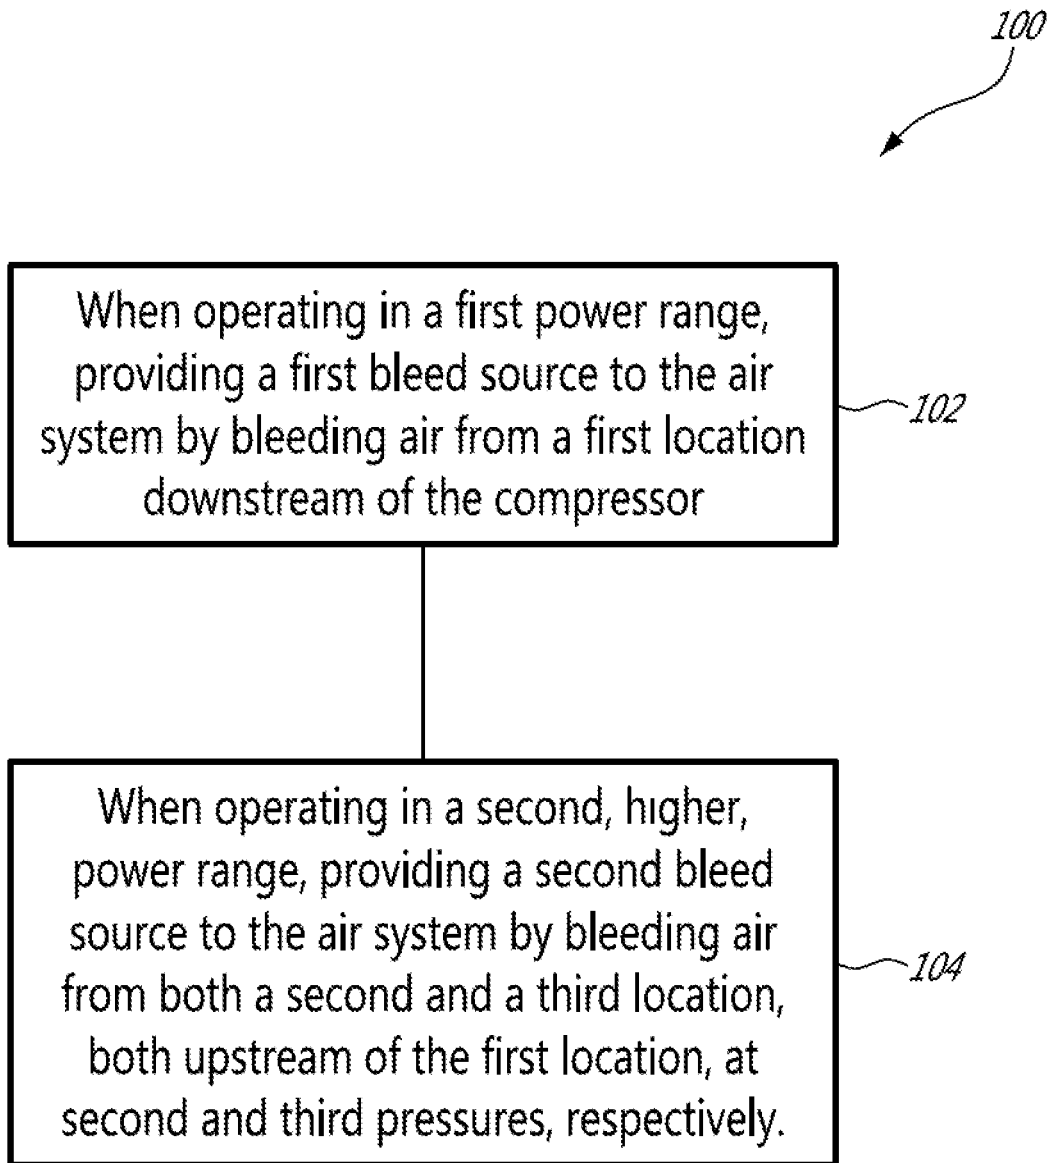 100
When operating in a first power range,
providing a first bleed source to the air
system by bleeding air from a first location
downstream of the compressor
102
When operating in a second, higher,
power range, providing a second bleed
source to the air system by bleeding air
from both a second and a third location,
both upstream of the first location, at
second and third pressures, respectively.
104